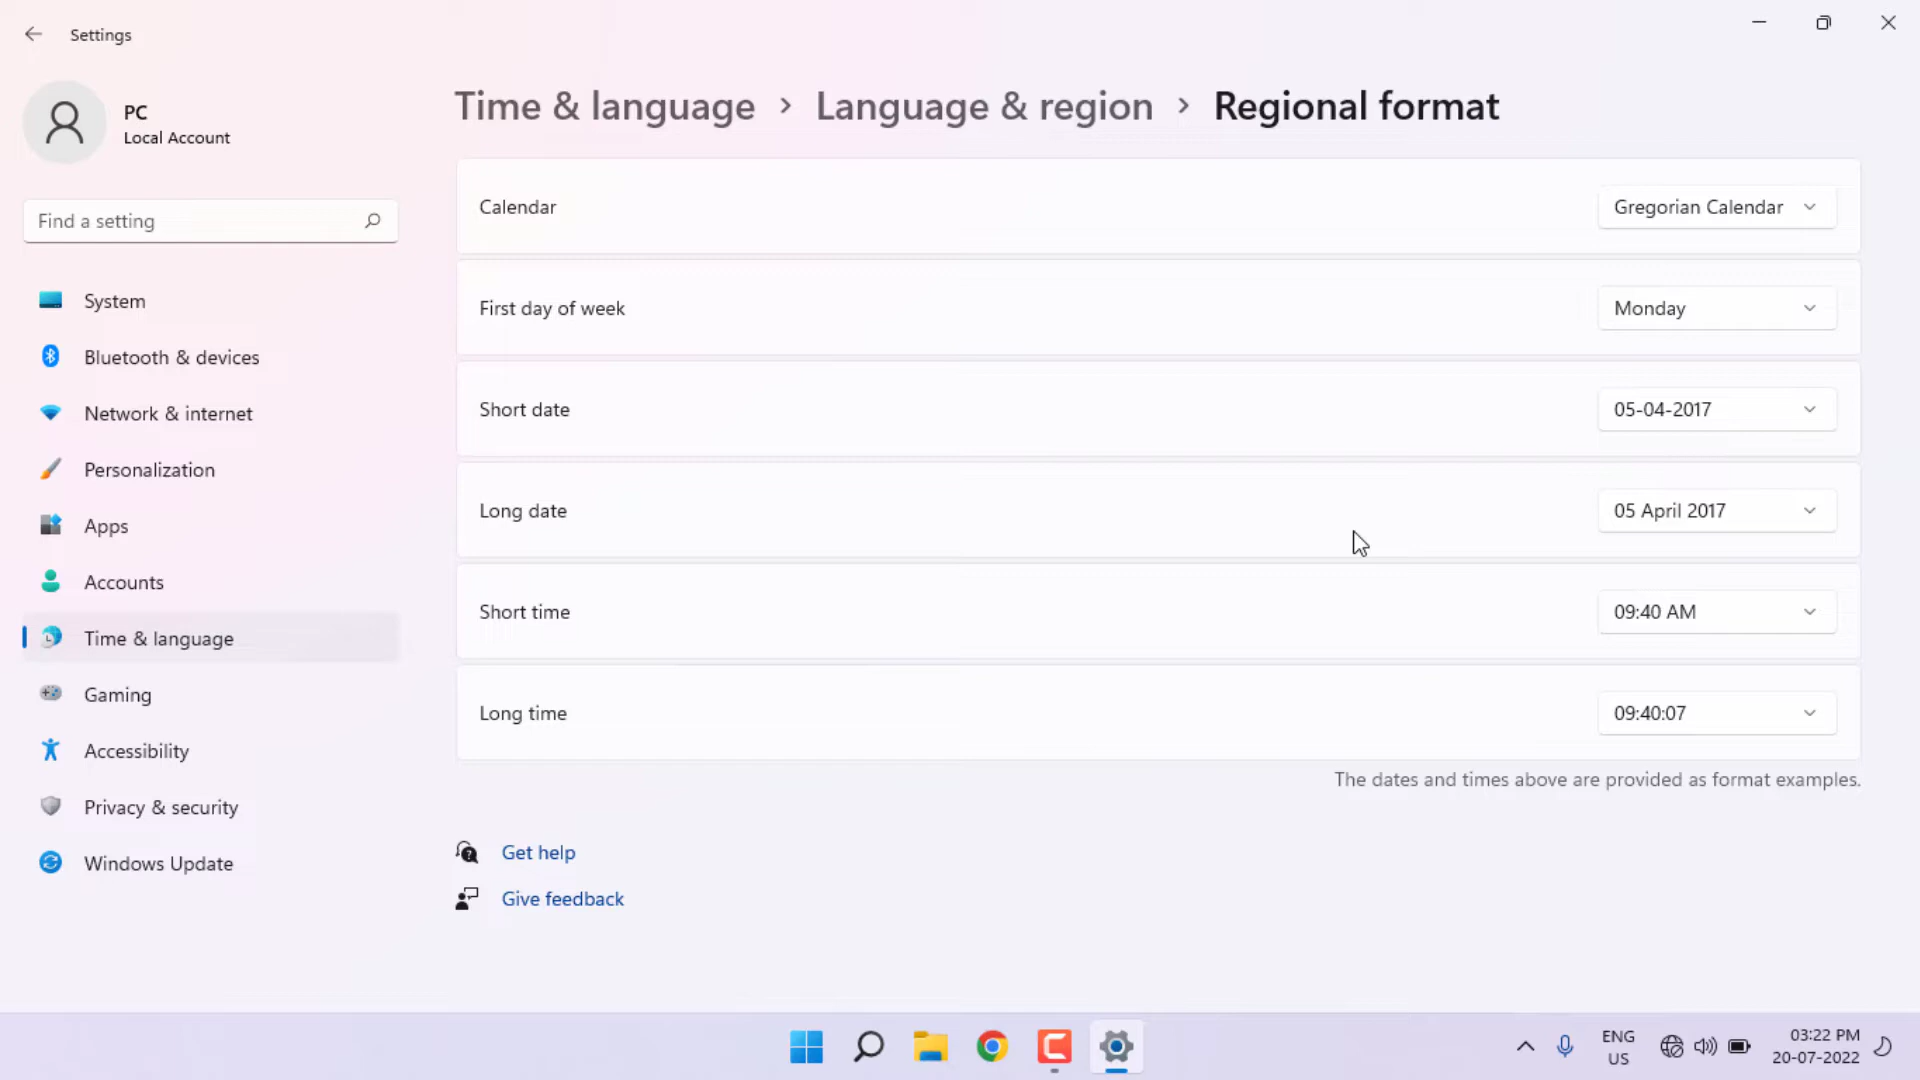 Settings
PC
Local Account
Find a setting
System
Bluetooth & devices
Network & internet
Personalization
Apps
Accounts
Time & language
Gaming
Accessibility
Privacy & security
Windows Update
Time & language > Language & region > Regional format
Calendar
Gregorian Calendar
First day of week
Monday
Short date
05-04-2017
Long date
05 April 2017
Short time
09:40 AM
Long time
09:40:07
The dates and times above are provided as format examples.
Get help
Give feedback
ENG
US
03:22 PM
20-07-2022